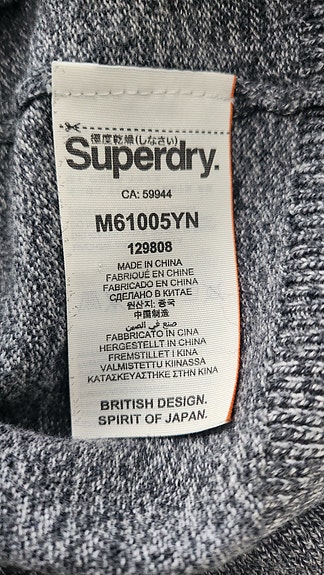 極度乾燥(しなさい)
Superdry.
CA: 59944
M61005YN
129808
MADE IN CHINA
FABRIQUÉ EN CHINE
FABRICADO EN CHINA
СДЕЛАНО В КИТАЕ
원산지: 중국
中国制造
صنع في الصين
FABBRICATO IN CINA
HERGESTELLT IN CHINA
FREMSTILLET I KINA
VALMISTETTU KIINASSA
ΚΑΤΑΣΚΕΥΑΣΤΗΚΕ ΣΤΗΝ ΚΙΝΑ
BRITISH DESIGN.
SPIRIT OF JAPAN.